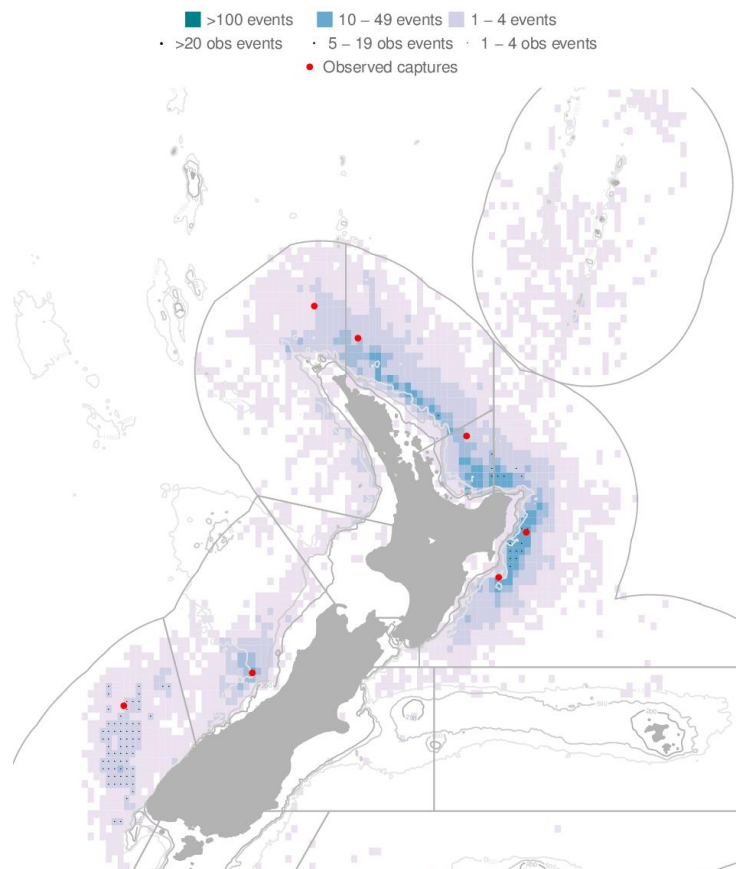 >100 events 10 – 49 events 1 – 4 events
>20 obs events 5 – 19 obs events 1 – 4 obs events
Observed captures